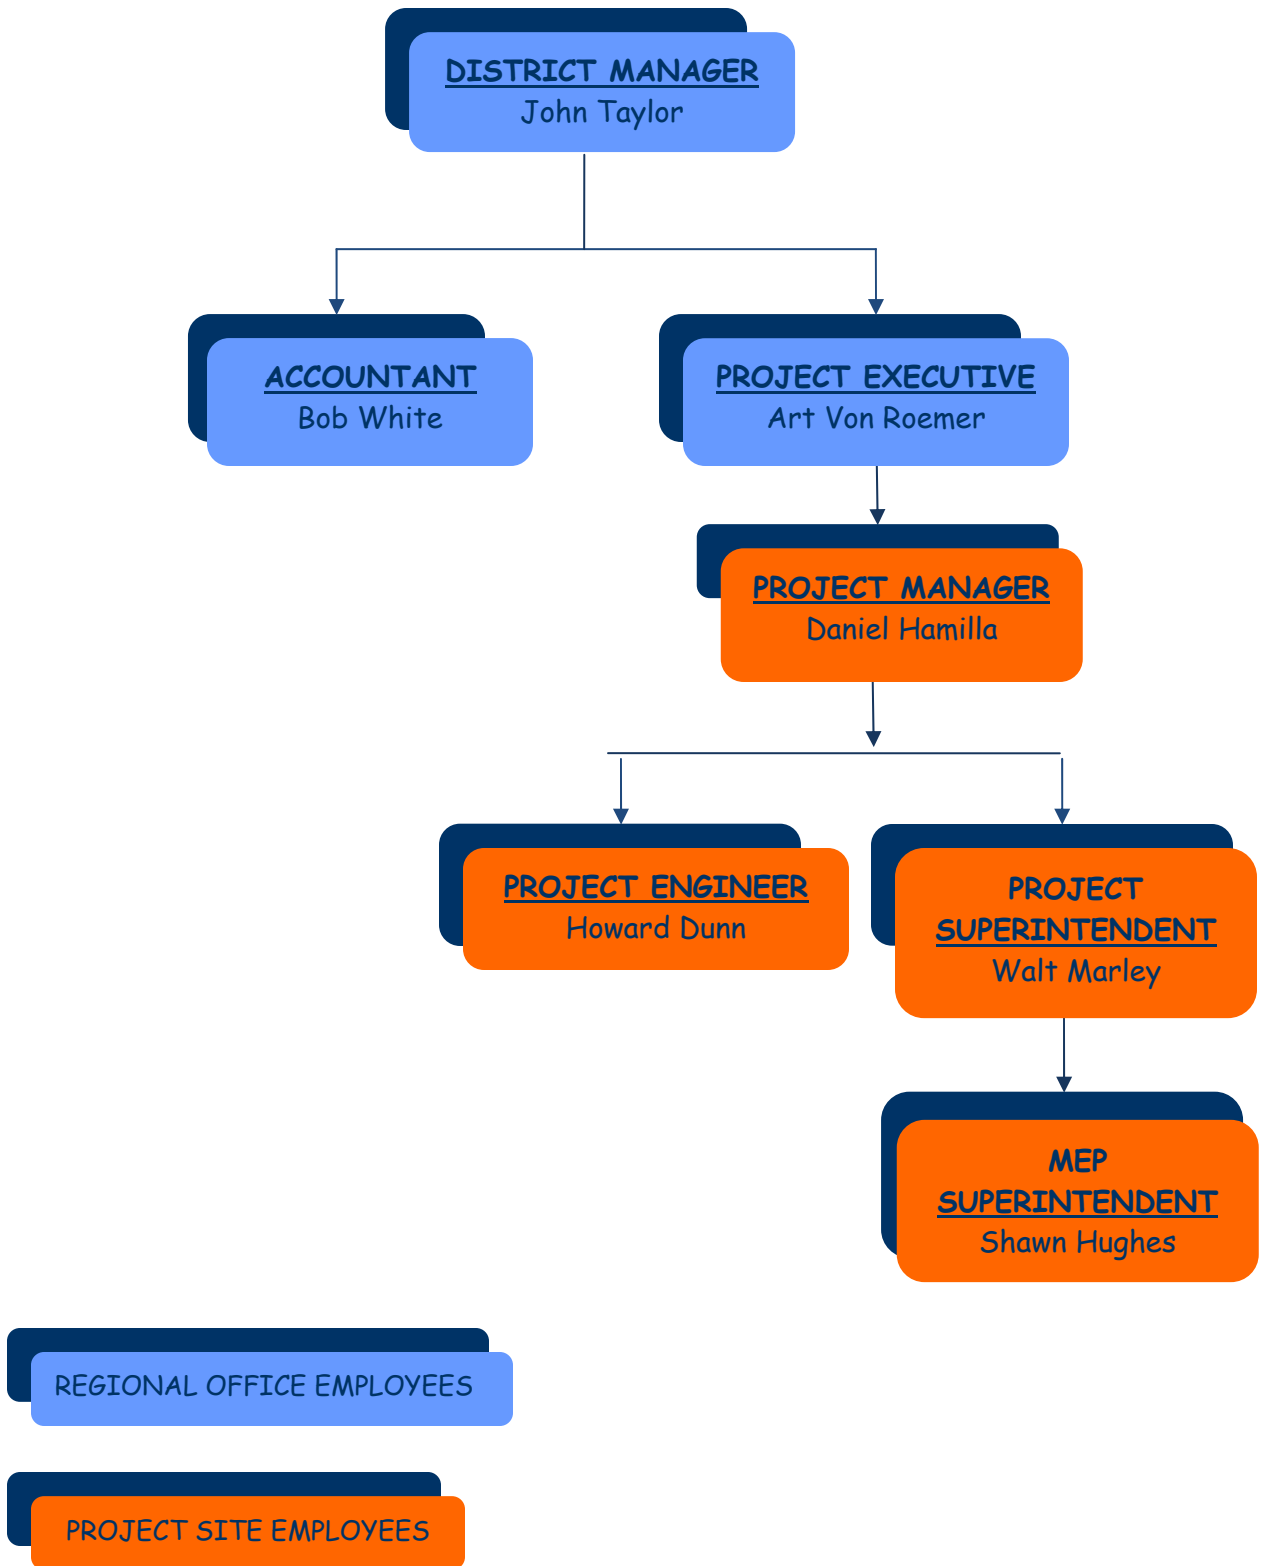 DISTRICT MANAGER
John Taylor
ACCOUNTANT
Bob White
PROJECT EXECUTIVE
Art Von Roemer
PROJECT MANAGER
Daniel Hamilla
PROJECT ENGINEER
Howard Dunn
PROJECT
SUPERINTENDENT
Walt Marley
MEP
SUPERINTENDENT
Shawn Hughes
REGIONAL OFFICE EMPLOYEES
PROJECT SITE EMPLOYEES